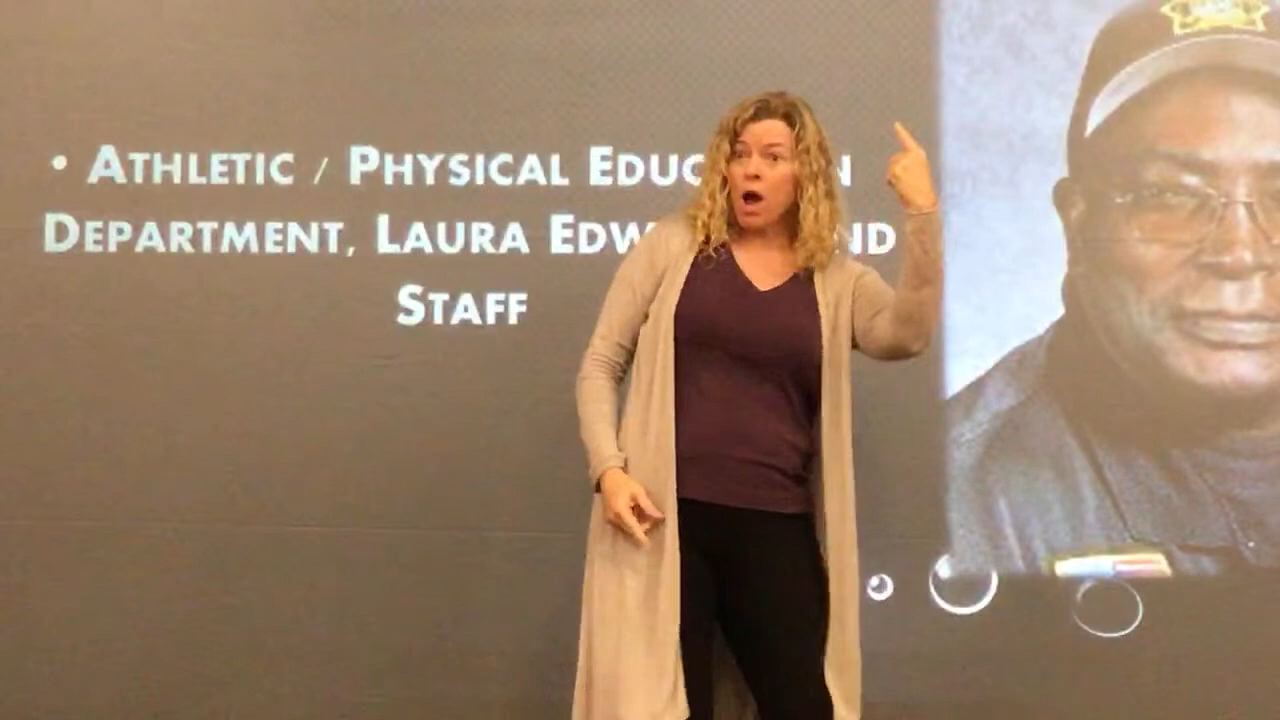 • ATHLETIC / PHYSICAL
DEPARTMENT, LAURA
STAFF